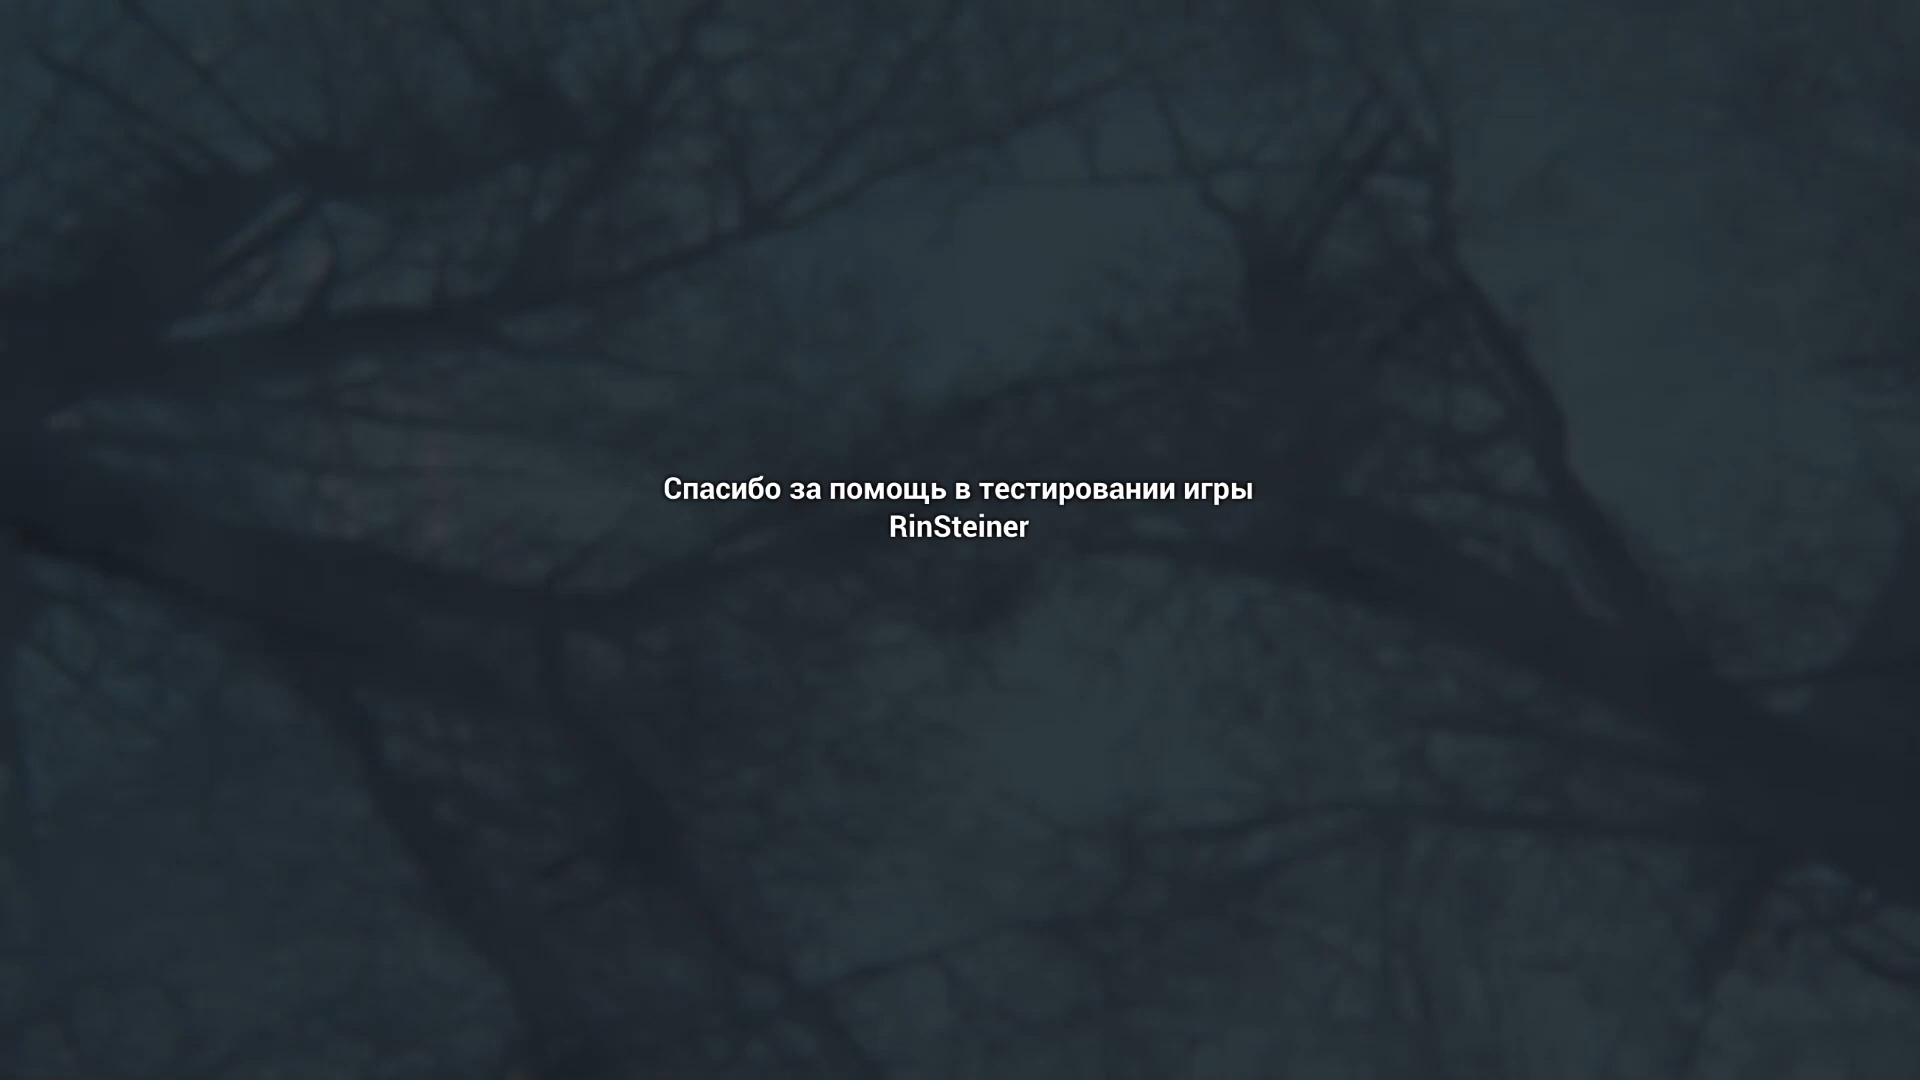 Спасибо за помощь в тестировании игры
RinSteiner